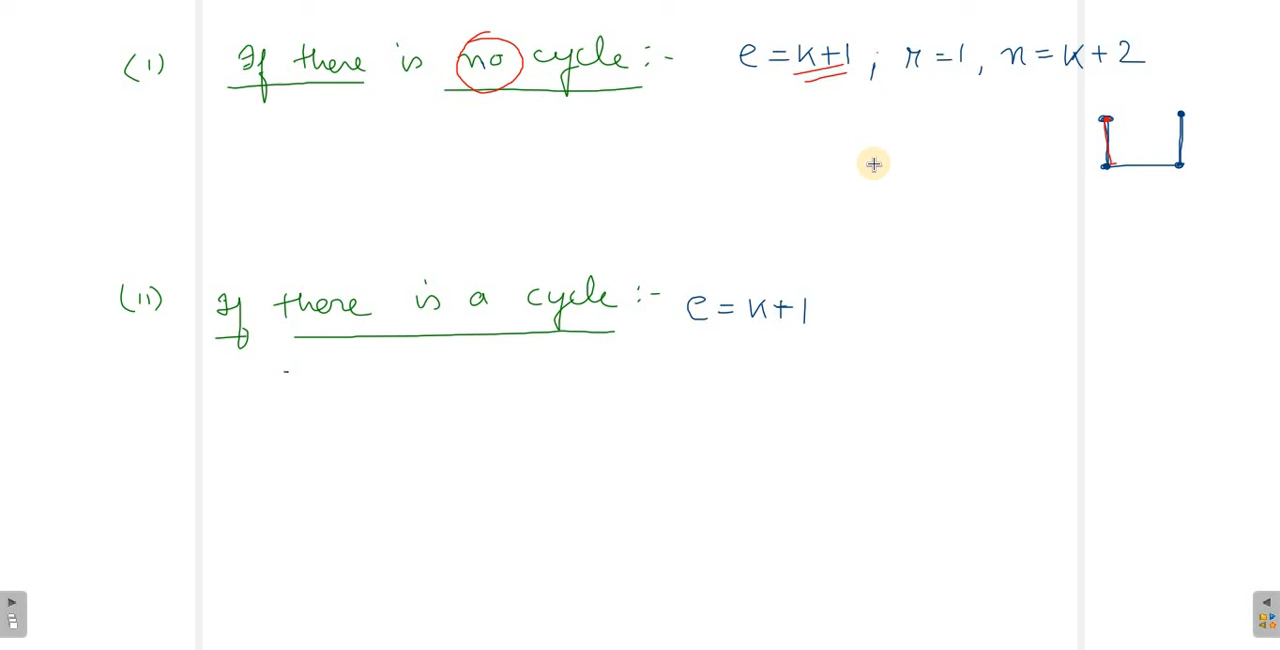 (i) If there is no cycle :- e = k+1 ; r = 1, n = k + 2
(ii) If there is a cycle :- e = k+1